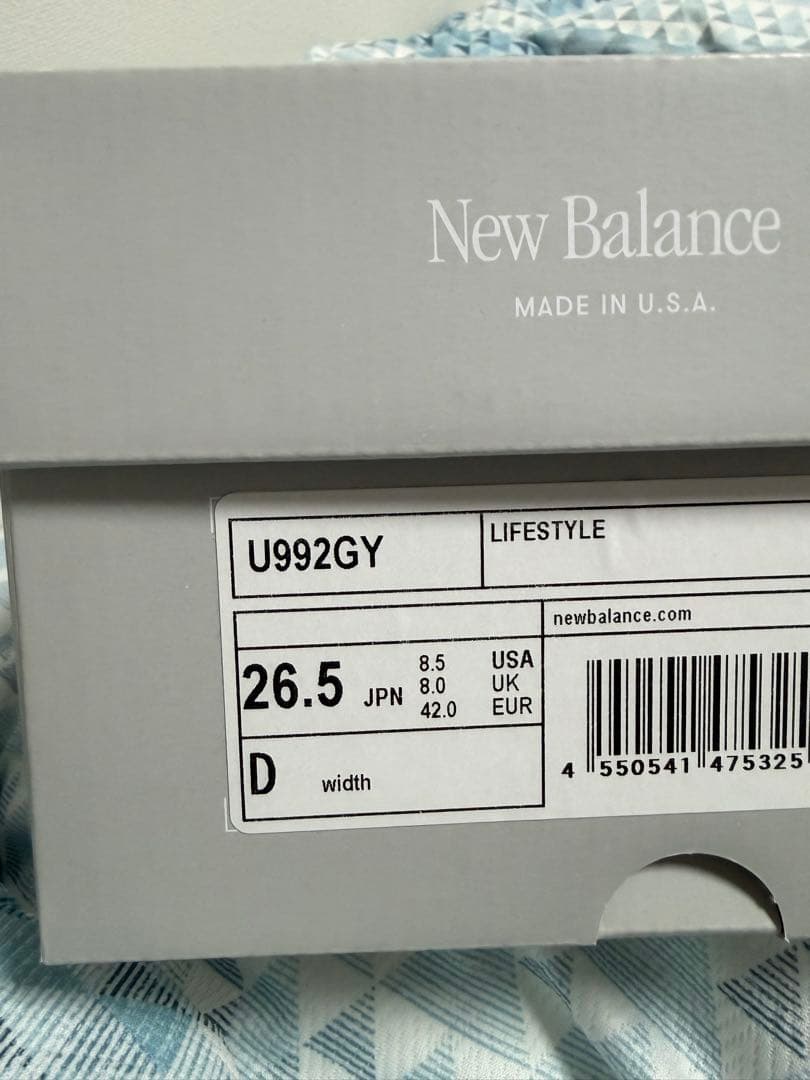 New Balance
MADE IN U.S.A.
U992GY
LIFESTYLE
newbalance.com
26.5 JPN
8.5 USA
8.0 UK
42.0 EUR
D width
4 550541 475325